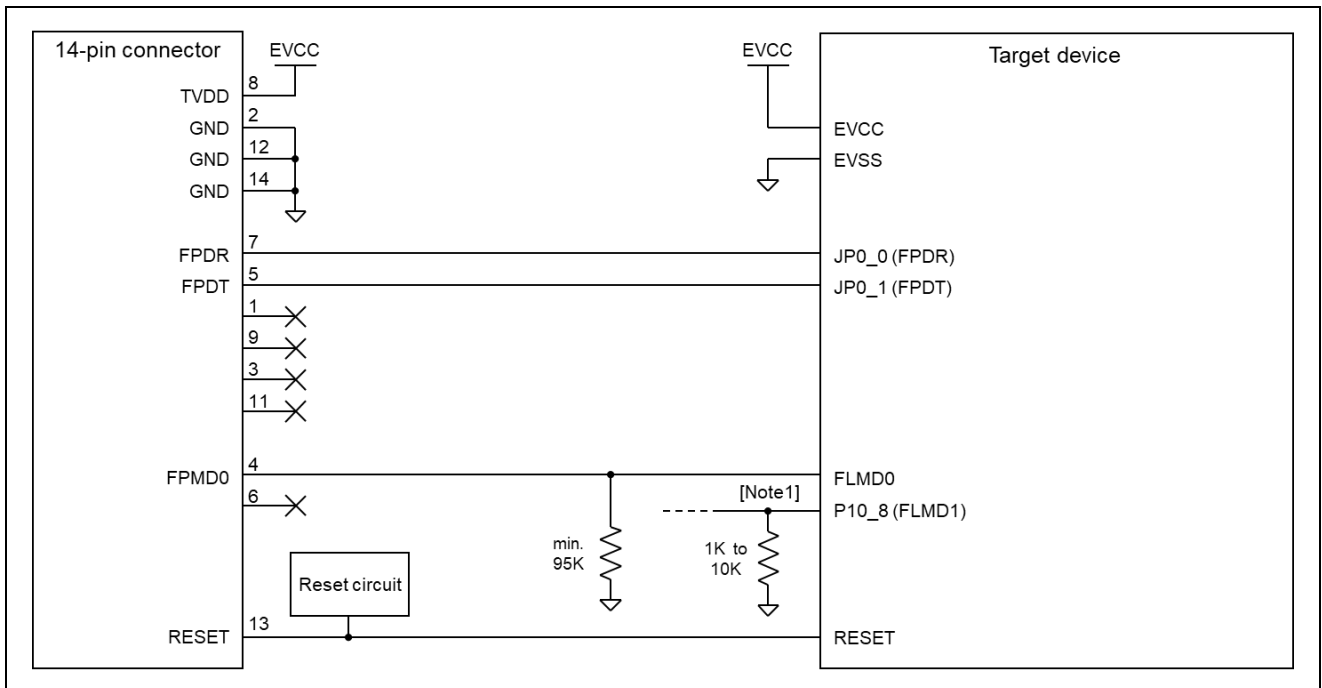 14-pin connector
EVCC
EVCC
Target device
TVDD
8
GND
2
EVCC
GND
12
EVSS
GND
14
FPDR
7
JP0_0 (FPDR)
FPDT
5
JP0_1 (FPDT)
1
9
3
11
FPMD0
4
FLMD0
6
[Note1]
P10_8 (FLMD1)
min.
95K
1K to
10K
Reset circuit
RESET
13
RESET